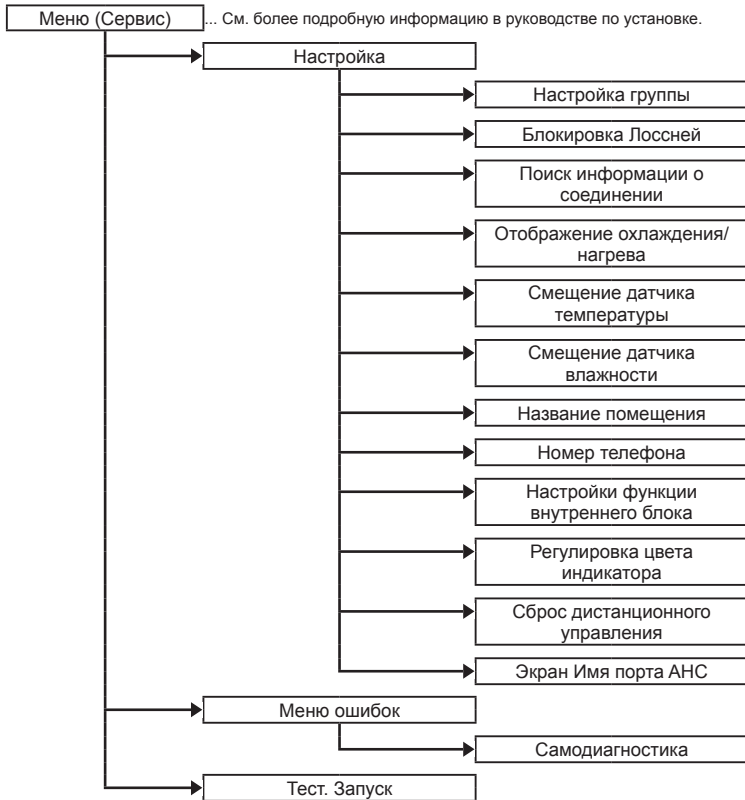 Меню (Сервис)
... См. более подробную информацию в руководстве по установке.
Настройка
Настройка группы
Блокировка Лоссней
Поиск информации о
соединении
Отображение охлаждения/
нагрева
Смещение датчика
температуры
Смещение датчика
влажности
Название помещения
Номер телефона
Настройки функции
внутреннего блока
Регулировка цвета
индикатора
Сброс дистанционного
управления
Экран Имя порта AHC
Меню ошибок
Самодиагностика
Тест. Запуск